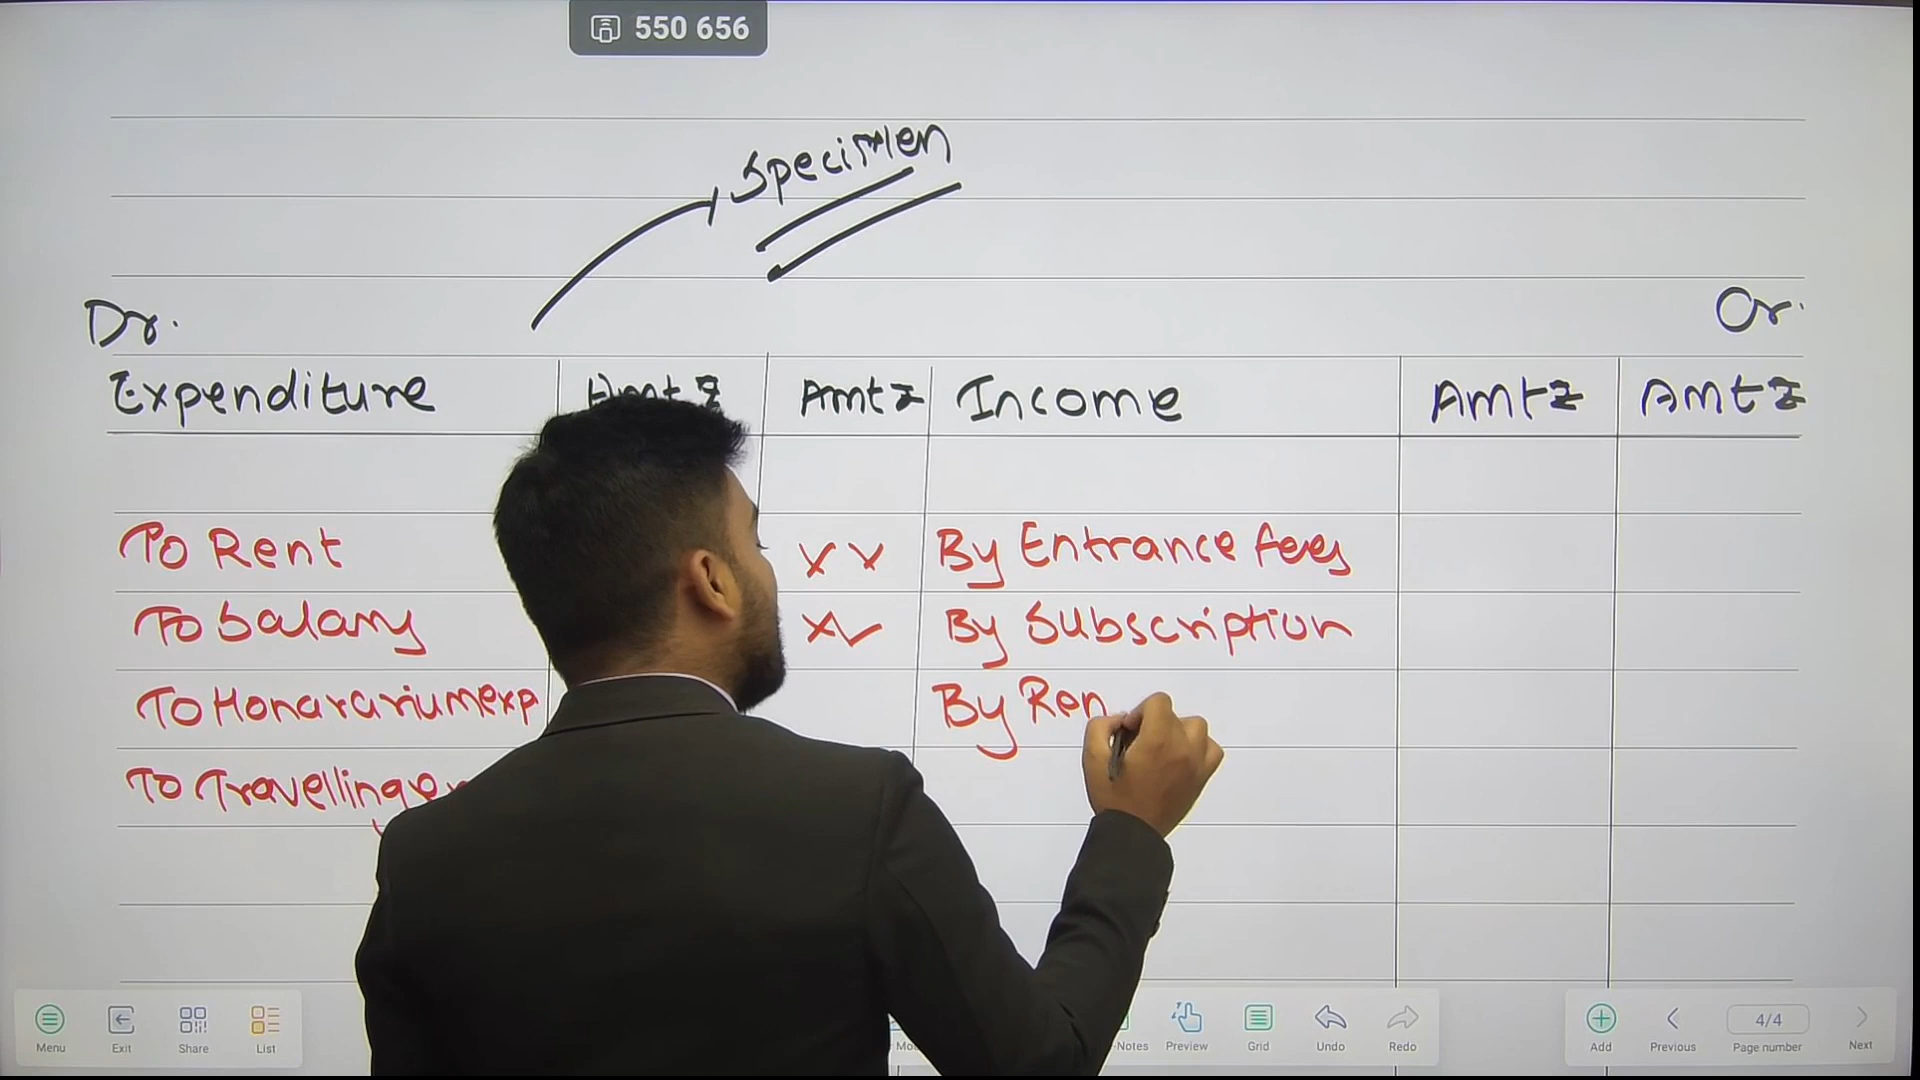 550 656
Specimen
Dr. Cr.
Expenditure Amt ₹ Amt ₹ Income Amt ₹ Amt ₹
To Rent XX By Entrance fees
To Salary XX By Subscription
To Honarariumexp By Ren
To Travelling
Menu Exit Share List Notes Preview Grid Undo Redo Add Previous 4/4 Page number Next